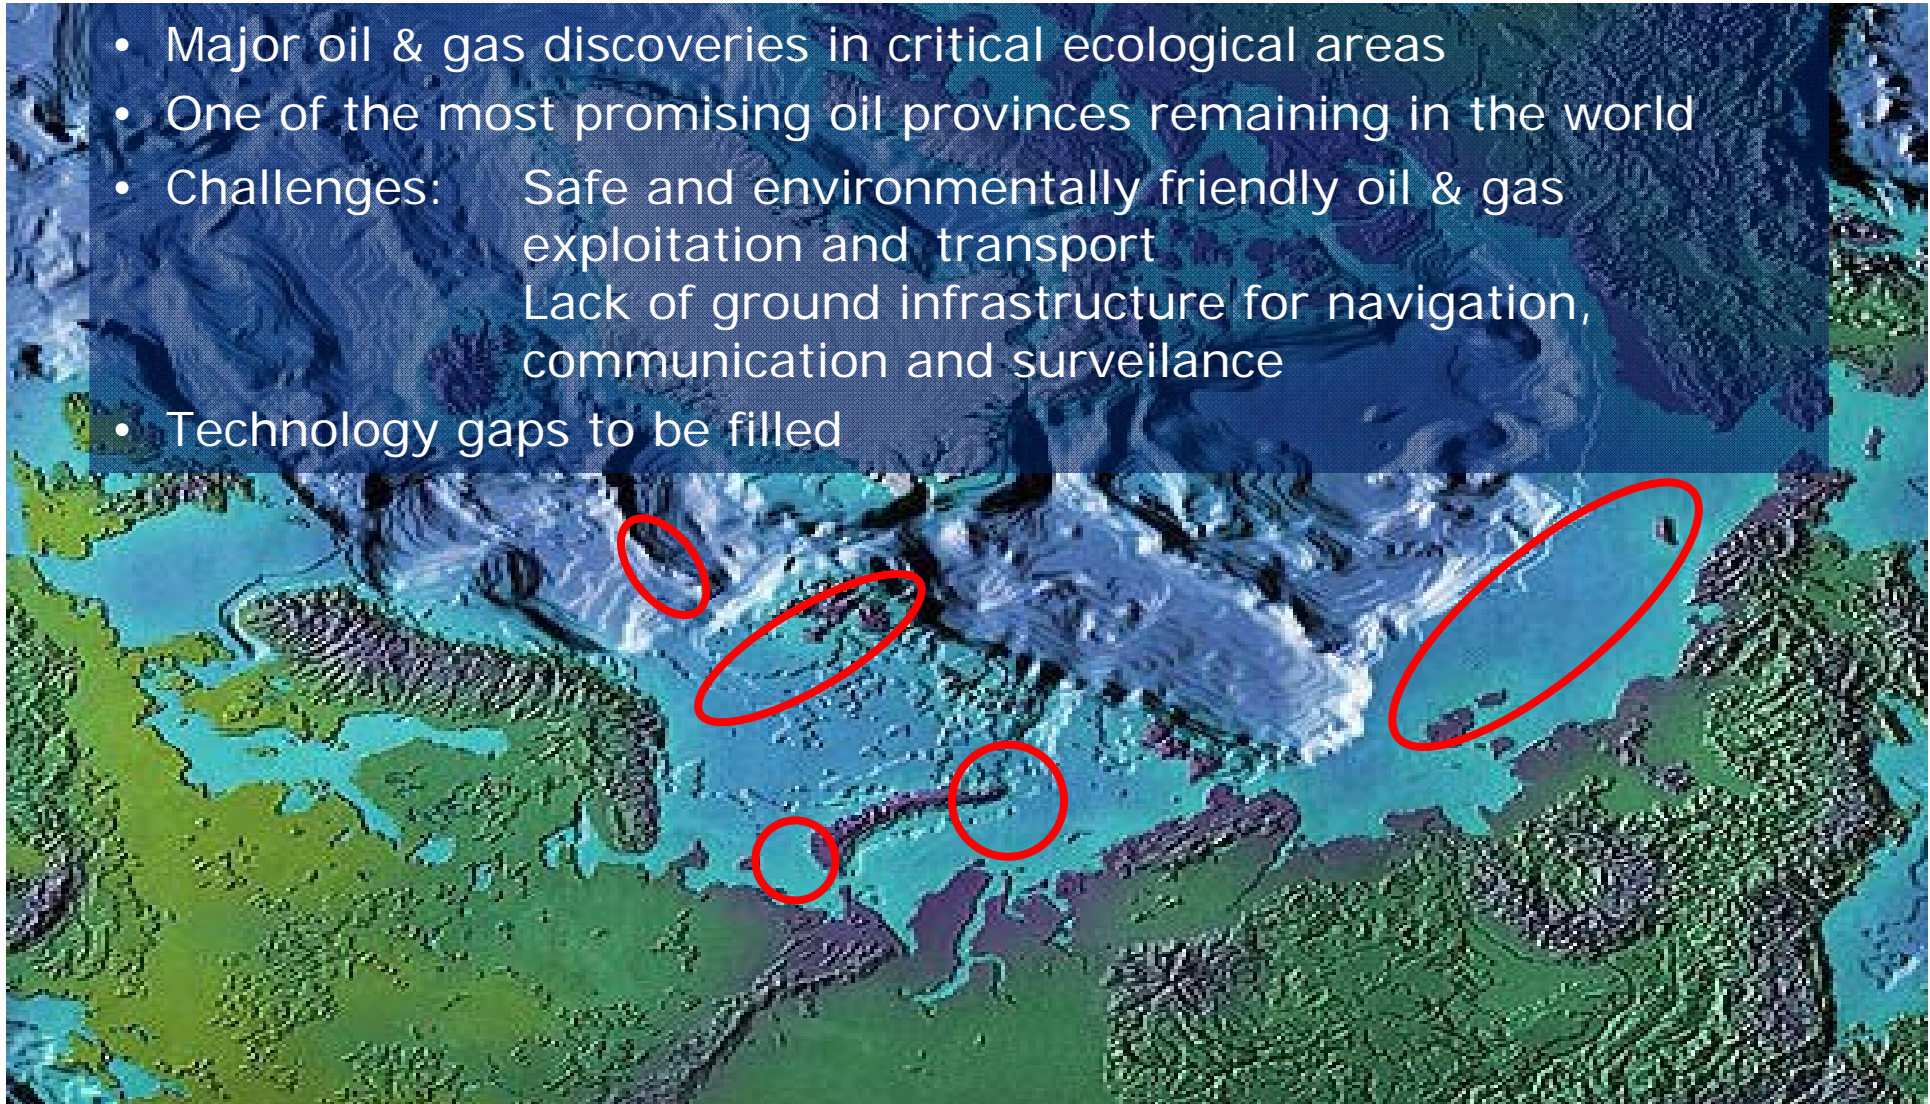 • Major oil & gas discoveries in critical ecological areas
• One of the most promising oil provinces remaining in the world
• Challenges: Safe and environmentally friendly oil & gas
exploitation and transport
Lack of ground infrastructure for navigation,
communication and surveilance
• Technology gaps to be filled